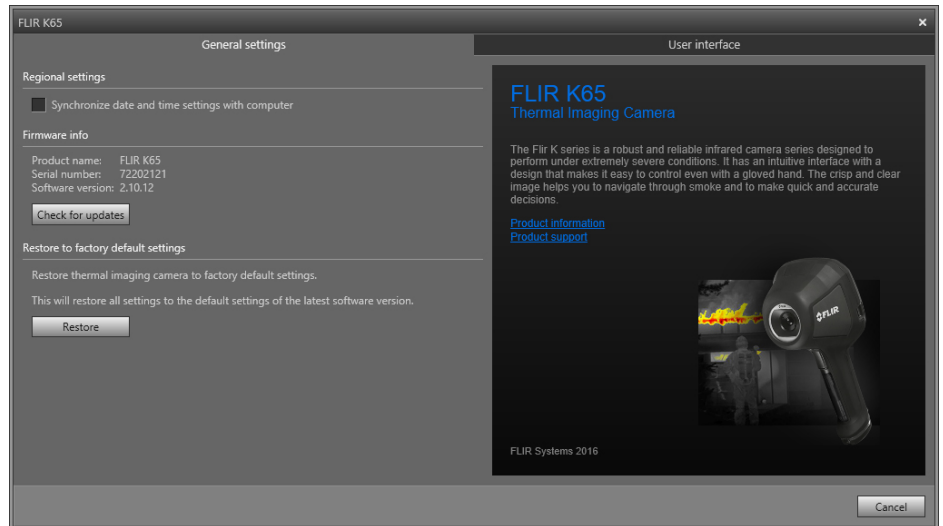 FLIR K65
General settings
User interface
Regional settings
Synchronize date and time settings with computer
Firmware info
Product name: FLIR K65
Serial number: 72202121
Software version: 2.10.12
Check for updates
Restore to factory default settings
Restore thermal imaging camera to factory default settings.
This will restore all settings to the default settings of the latest software version.
Restore
FLIR K65
Thermal Imaging Camera
The Flir K series is a robust and reliable infrared camera series designed to
perform under extremely severe conditions. It has an intuitive interface with a
design that makes it easy to control even with a gloved hand. The crisp and clear
image helps you to navigate through smoke and to make quick and accurate
decisions.
Product information
Product support
FLIR
FLIR Systems 2016
Cancel